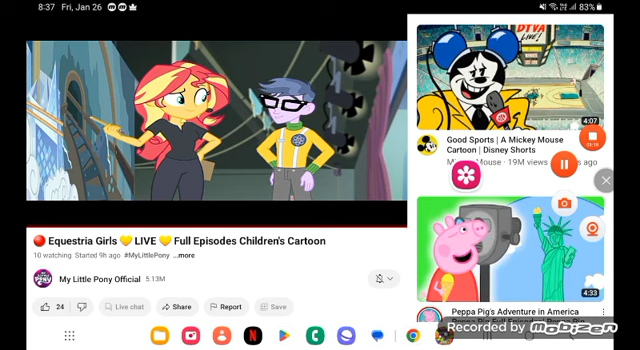 8:37 Fri, Jan 26
83%
DTVA
LIVE!
4:07
Good Sports | A Mickey Mouse
Cartoon | Disney Shorts
19M views
ago
🔴 Equestria Girls 💛 LIVE 💛 Full Episodes Children's Cartoon
10 watching Started 9h ago #MyLittlePony ...more
My Little Pony Official 5.13M
24
Live chat
Share
Report
Save
4:33
Peppa Pig's Adventure in America
Recorded by mobizen